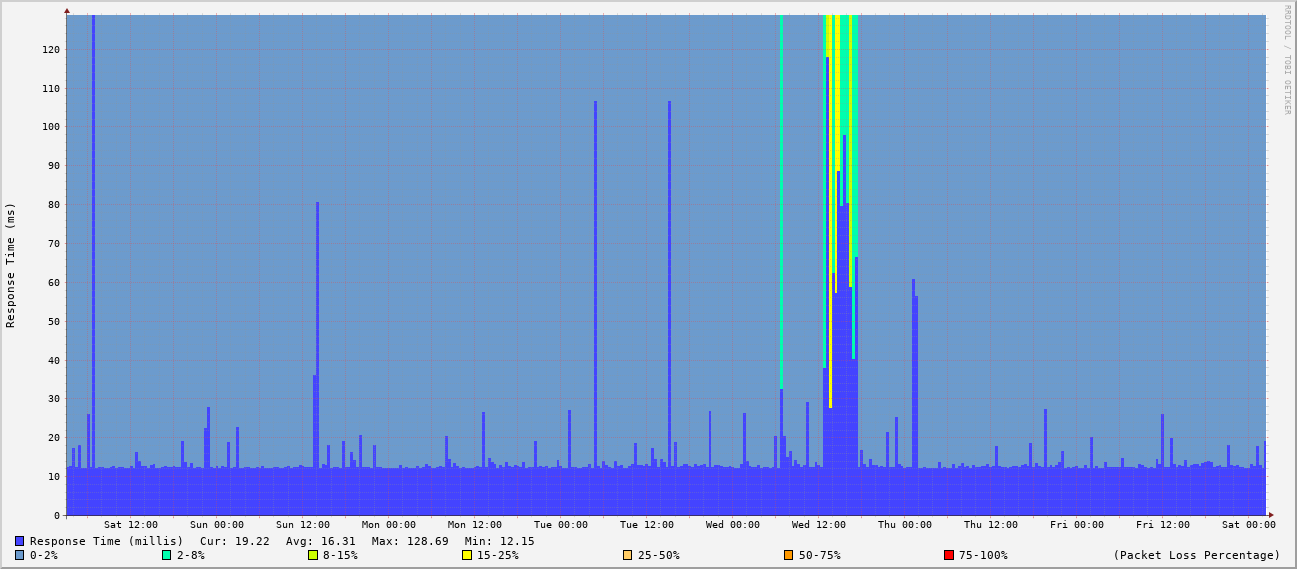 RRDTOOL / TOBI OETIKER
Response Time (ms)
120
110
100
90
80
70
60
50
40
30
20
10
0
Sat 12:00 Sun 00:00 Sun 12:00 Mon 00:00 Mon 12:00 Tue 00:00 Tue 12:00 Wed 00:00 Wed 12:00 Thu 00:00 Thu 12:00 Fri 00:00 Fri 12:00 Sat 00:00
Response Time (millis) Cur: 19.22 Avg: 16.31 Max: 128.69 Min: 12.15
0-2% 2-8% 8-15% 15-25% 25-50% 50-75% 75-100% (Packet Loss Percentage)